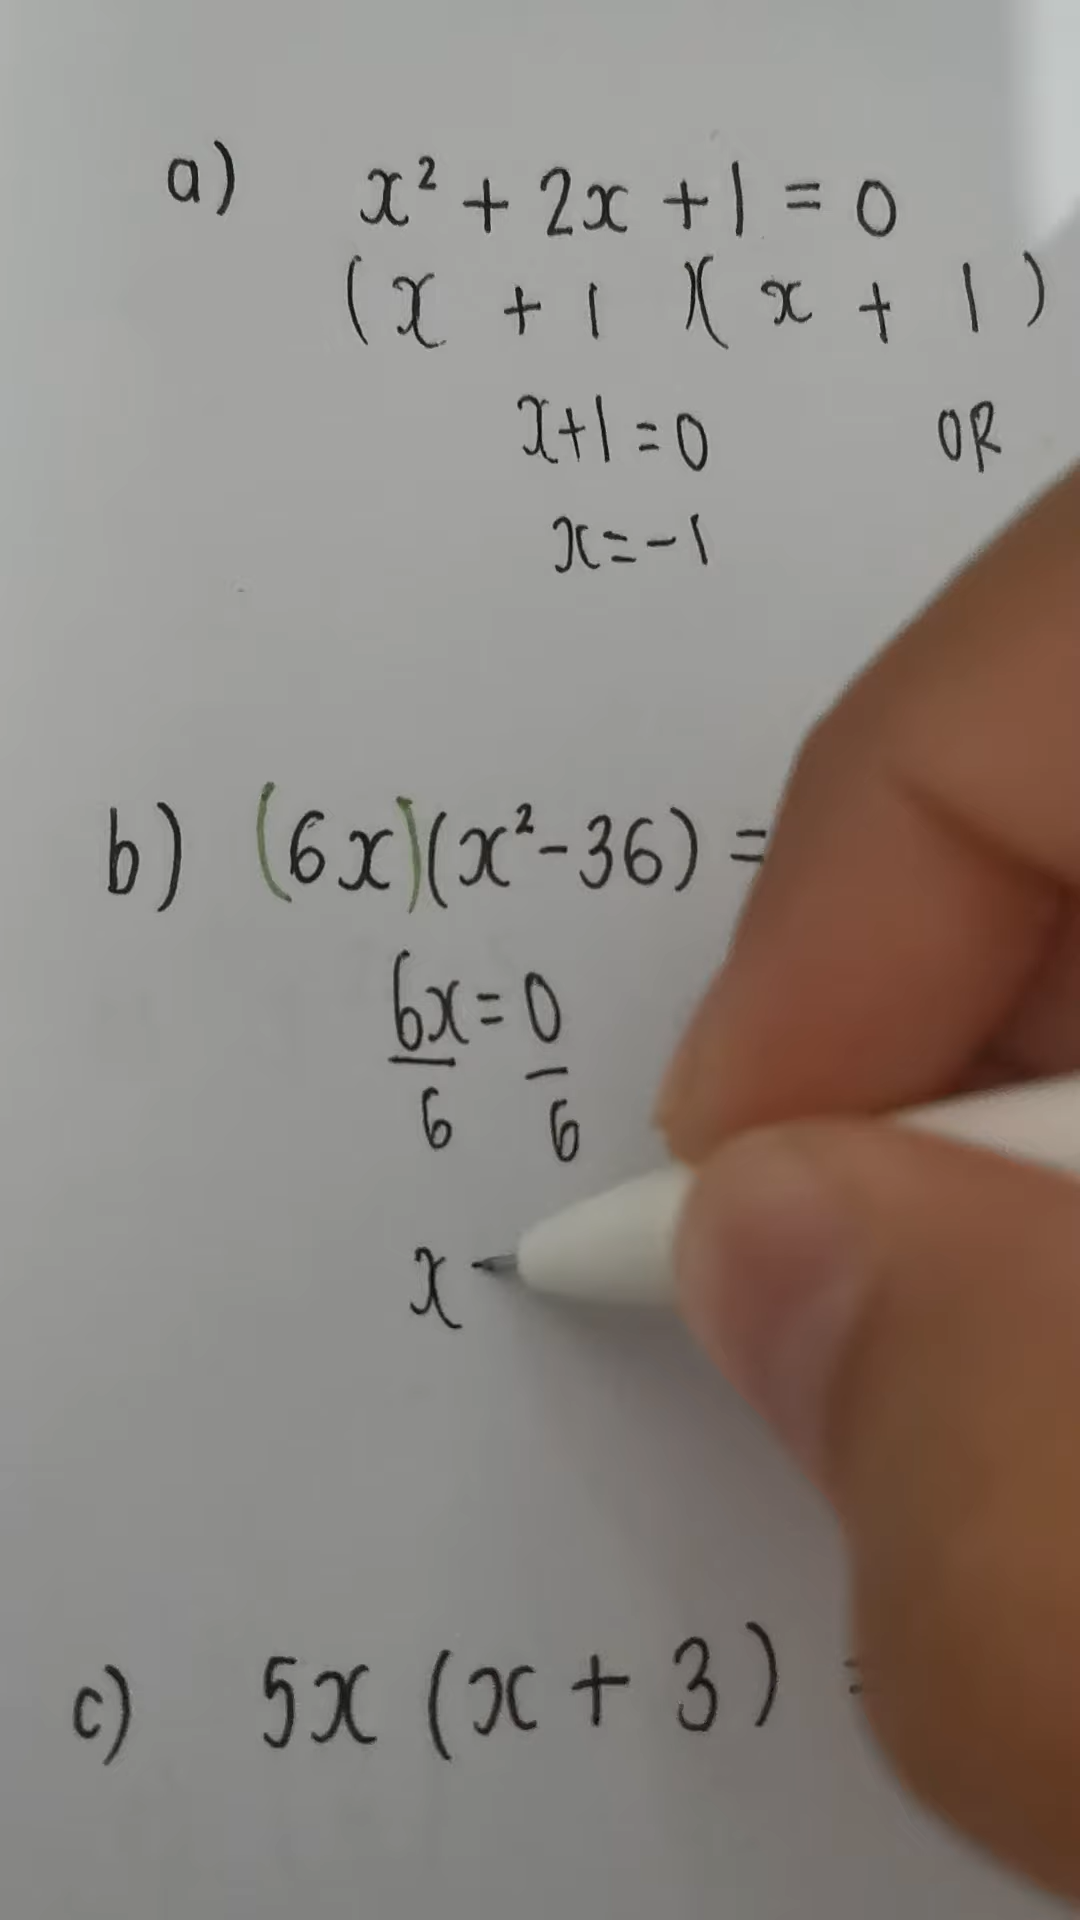 a) x² + 2x + 1 = 0
(x + 1)(x + 1)
x+1=0 OR
x=-1
b) (6x)(x²-36) =
6x = 0
6 6
x
c) 5x (x + 3) =